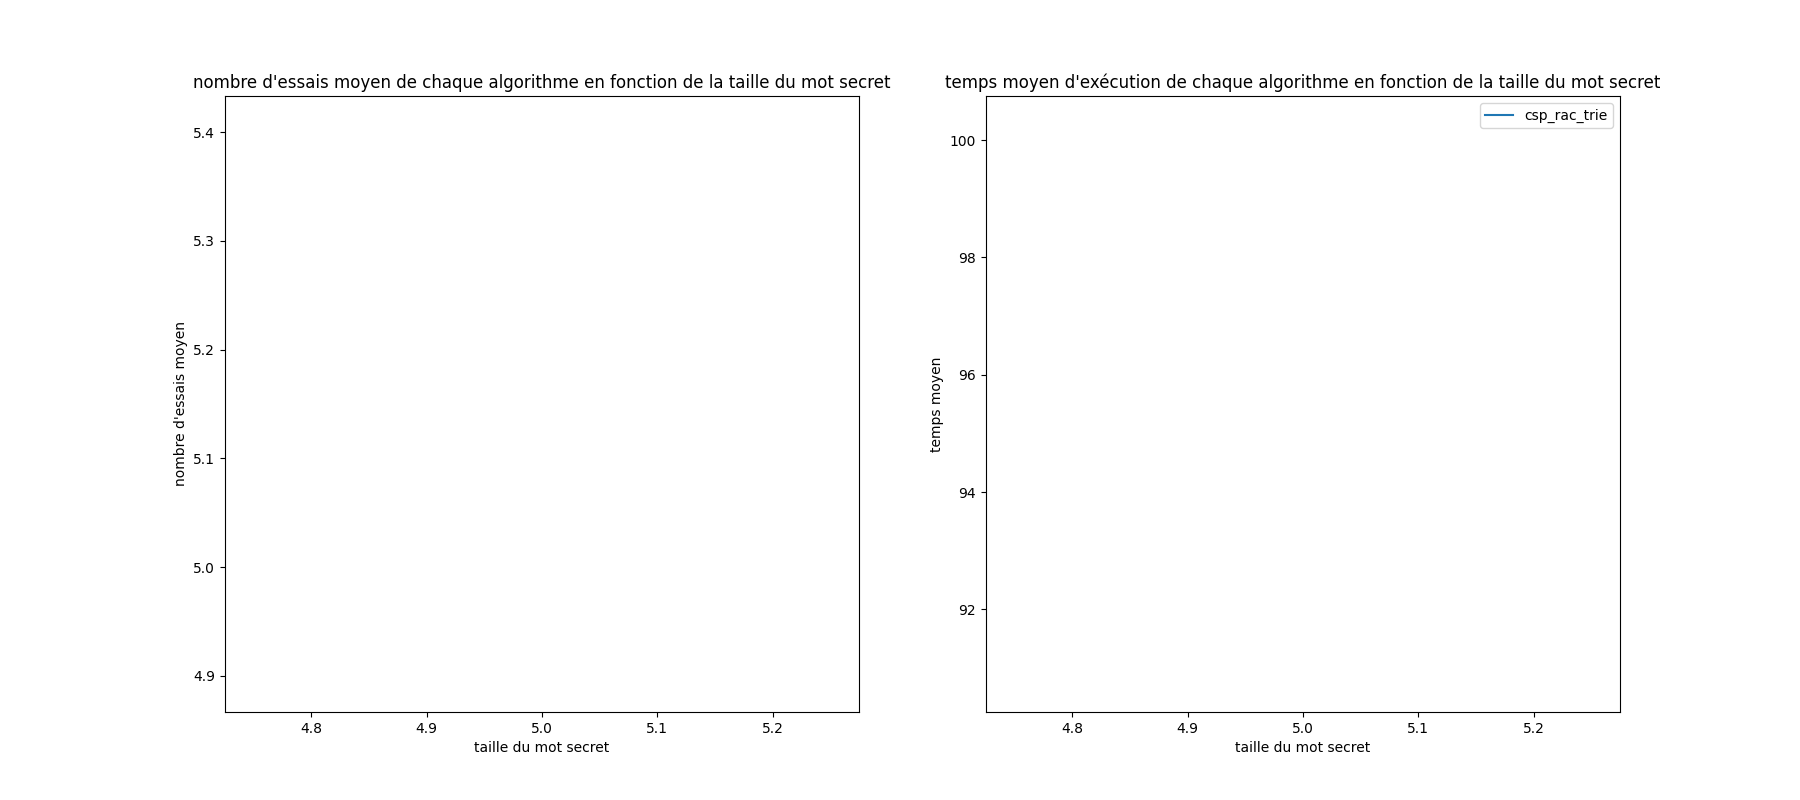 nombre d'essais moyen de chaque algorithme en fonction de la taille du mot secret
5.4
5.3
5.2
5.1
5.0
4.9
nombre d'essais moyen
4.8 4.9 5.0 5.1 5.2
taille du mot secret
temps moyen d'exécution de chaque algorithme en fonction de la taille du mot secret
csp_rac_trie
100
98
96
94
92
temps moyen
4.8 4.9 5.0 5.1 5.2
taille du mot secret